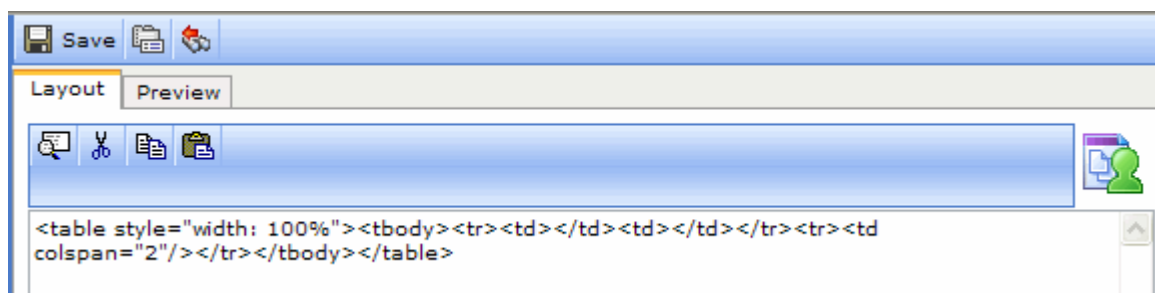 Save
Layout Preview
<table style="width: 100%"><tbody><tr><td></td><td></td></tr><tr><td
colspan="2"/></tr></tbody></table>